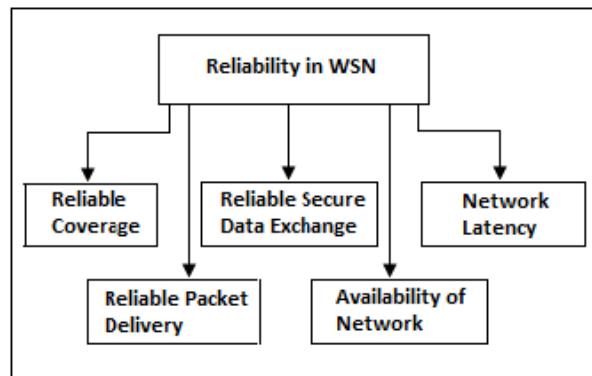 Reliability in WSN
Reliable
Coverage
Reliable Secure
Data Exchange
Network
Latency
Reliable Packet
Delivery
Availability of
Network